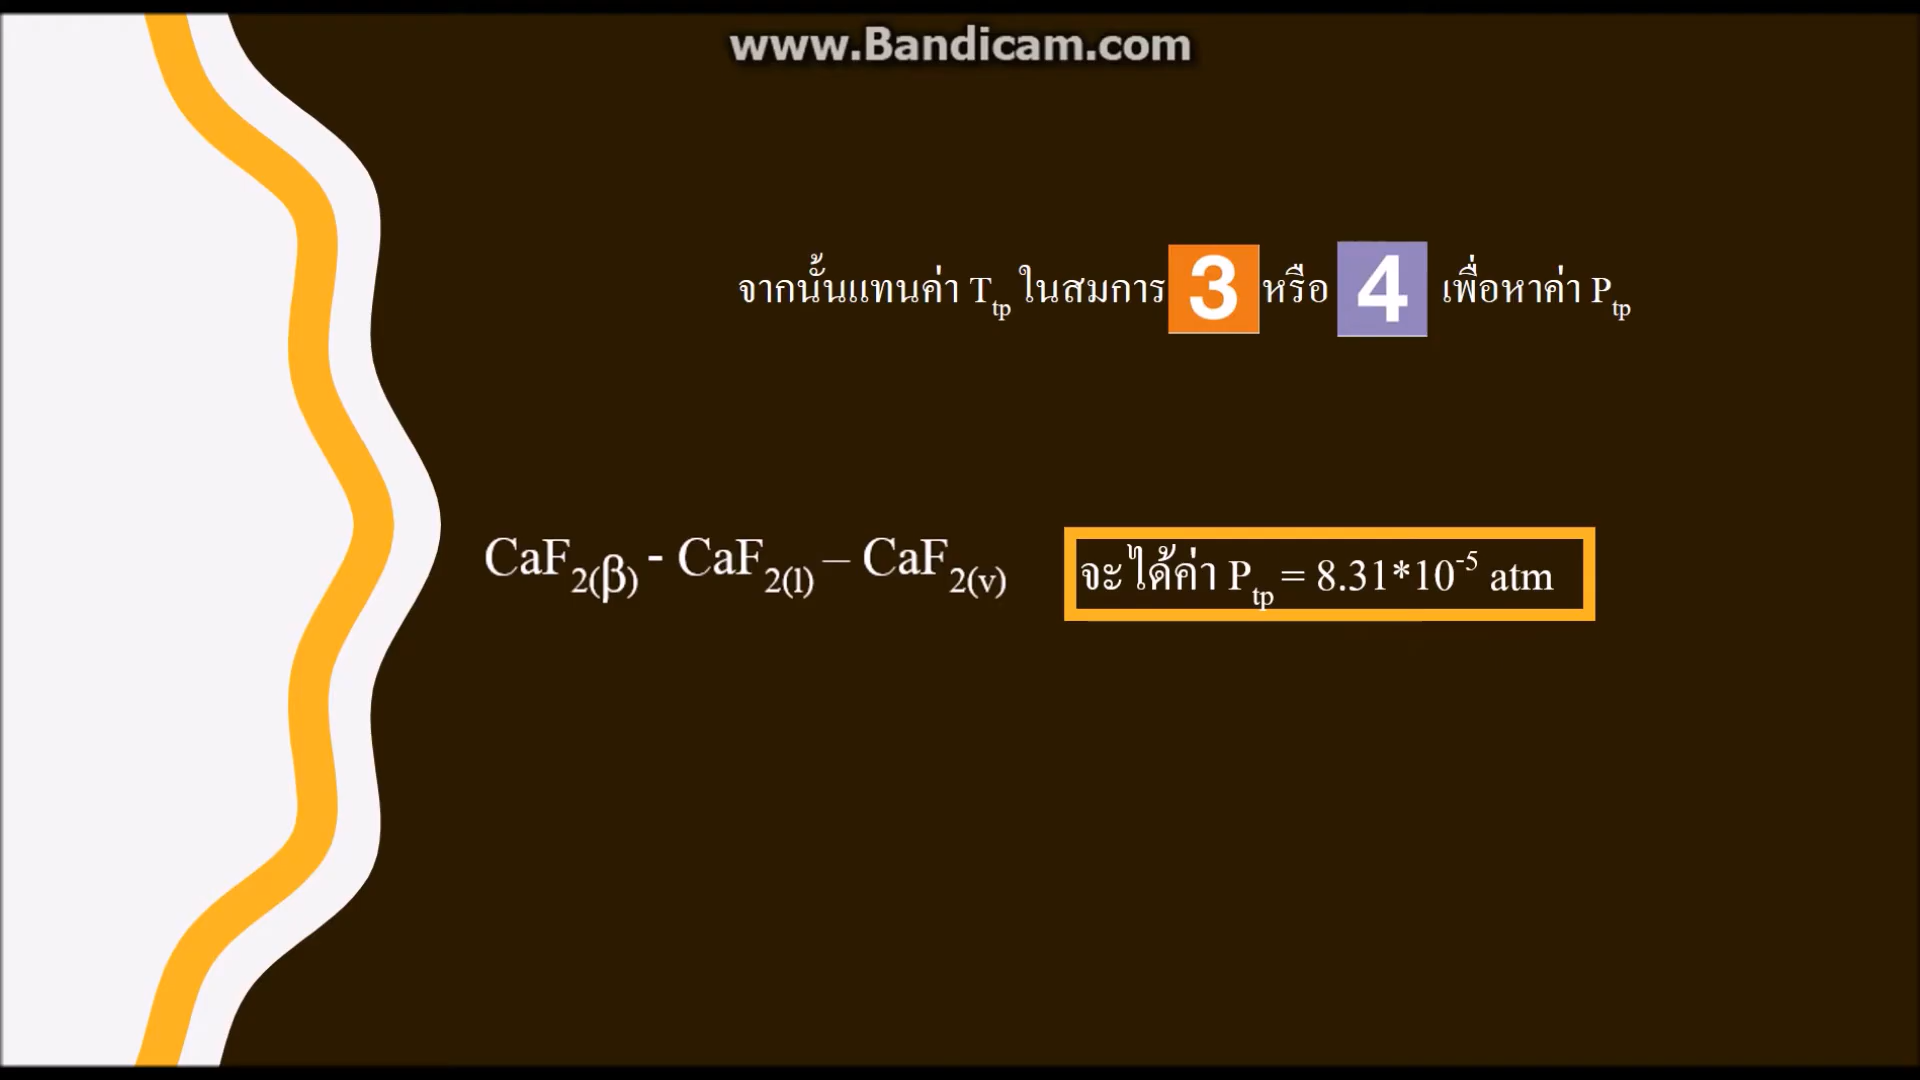 www.Bandicam.com
จากนั้นแทนค่า Ttp ในสมการ 3 หรือ 4 เพื่อหาค่า Ptp
CaF2(β) - CaF2(l) – CaF2(v)
จะได้ค่า Ptp = 8.31*10-5 atm